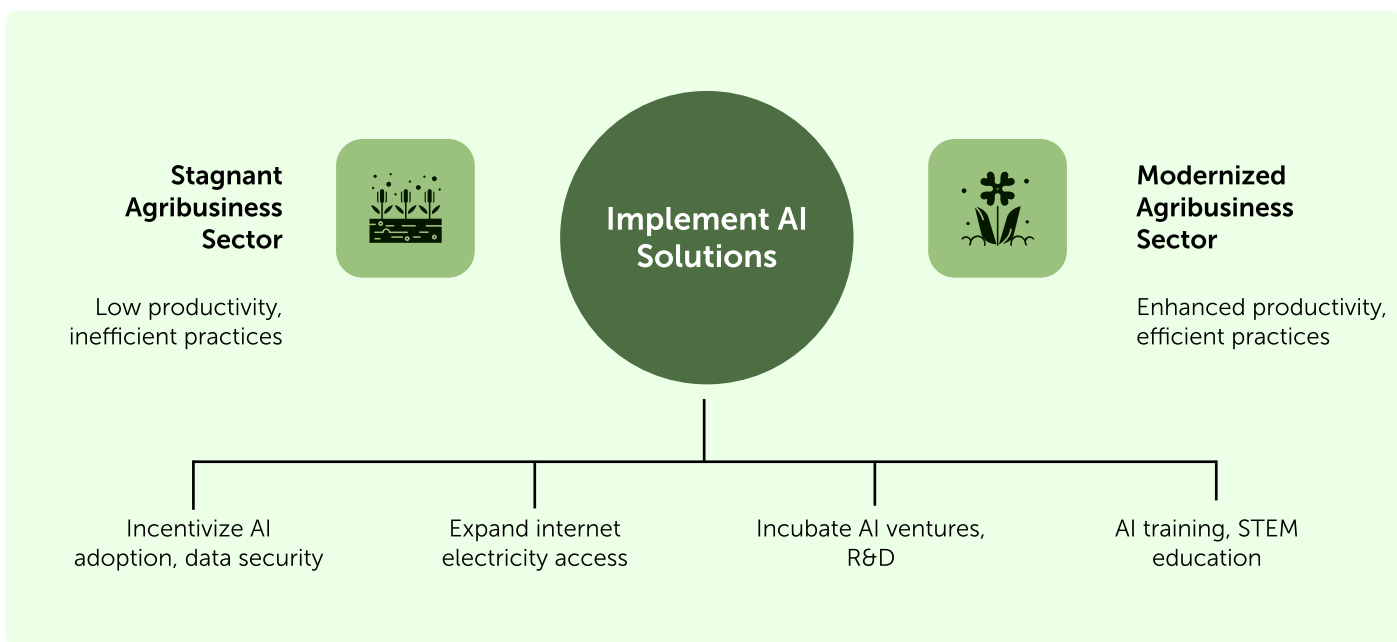 Stagnant
Agribusiness
Sector
Low productivity,
inefficient practices
Implement AI
Solutions
Modernized
Agribusiness
Sector
Enhanced productivity,
efficient practices
Incentivize AI
adoption, data security
Expand internet
electricity access
Incubate AI ventures,
R&D
AI training, STEM
education